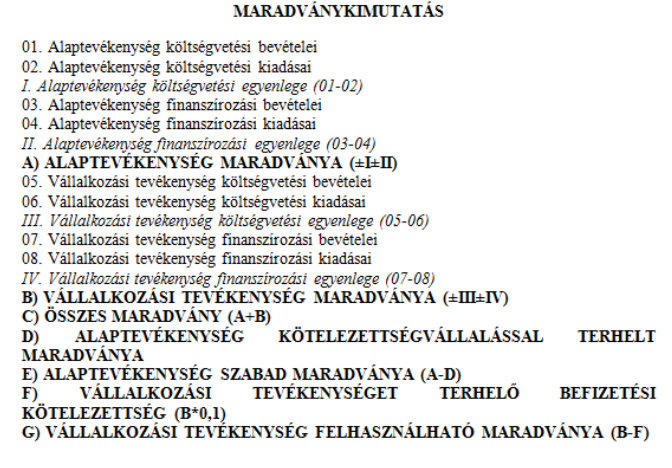 MARADVÁNYKIMUTATÁS
01. Alaptevékenység költségvetési bevételei
02. Alaptevékenység költségvetési kiadásai
I. Alaptevékenység költségvetési egyenlege (01-02)
03. Alaptevékenység finanszírozási bevételei
04. Alaptevékenység finanszírozási kiadásai
II. Alaptevékenység finanszírozási egyenlege (03-04)
A) ALAPTEVÉKENYSÉG MARADVÁNYA (±I±II)
05. Vállalkozási tevékenység költségvetési bevételei
06. Vállalkozási tevékenység költségvetési kiadásai
III. Vállalkozási tevékenység költségvetési egyenlege (05-06)
07. Vállalkozási tevékenység finanszírozási bevételei
08. Vállalkozási tevékenység finanszírozási kiadásai
IV. Vállalkozási tevékenység finanszírozási egyenlege (07-08)
B) VÁLLALKOZÁSI TEVÉKENYSÉG MARADVÁNYA (±III±IV)
C) ÖSSZES MARADVÁNY (A+B)
D) ALAPTEVÉKENYSÉG KÖTELEZETTSÉGVÁLLALÁSSAL TERHELT
MARADVÁNYA
E) ALAPTEVÉKENYSÉG SZABAD MARADVÁNYA (A-D)
F) VÁLLALKOZÁSI TEVÉKENYSÉGET TERHELŐ BEFIZETÉSI
KÖTELEZETTSÉG (B*0,1)
G) VÁLLALKOZÁSI TEVÉKENYSÉG FELHASZNÁLHATÓ MARADVÁNYA (B-F)